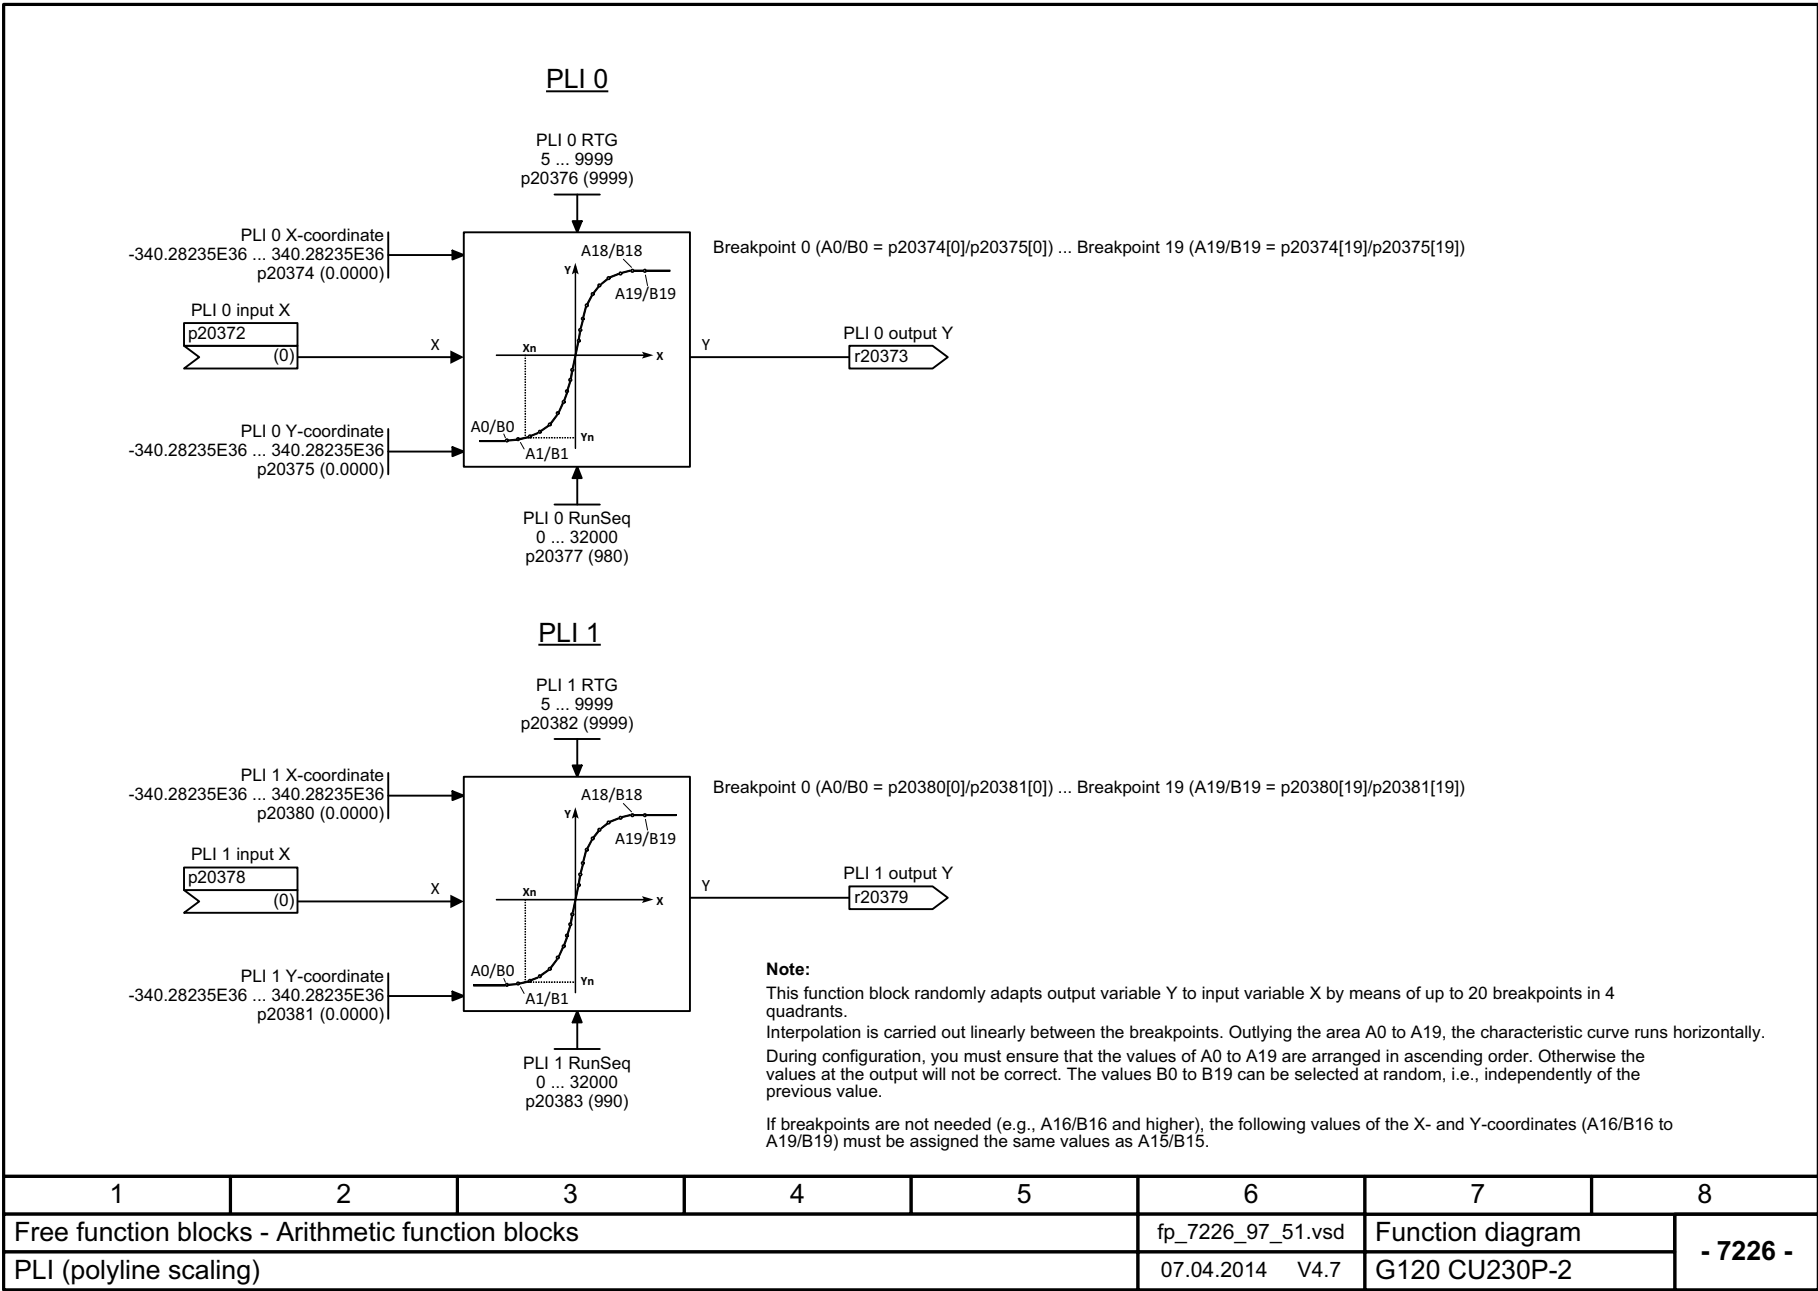 PLI 0
PLI 0 RTG
5 ... 9999
p20376 (9999)
PLI 0 X-coordinate
-340.28235E36 ... 340.28235E36
p20374 (0.0000)
PLI 0 input X
p20372
(0)
X
PLI 0 Y-coordinate
-340.28235E36 ... 340.28235E36
p20375 (0.0000)
A18/B18
Y
A19/B19
Xn
X
A0/B0
Yn
A1/B1
Breakpoint 0 (A0/B0 = p20374[0]/p20375[0]) ... Breakpoint 19 (A19/B19 = p20374[19]/p20375[19])
Y
PLI 0 output Y
r20373
PLI 0 RunSeq
0 ... 32000
p20377 (980)
PLI 1
PLI 1 RTG
5 ... 9999
p20382 (9999)
PLI 1 X-coordinate
-340.28235E36 ... 340.28235E36
p20380 (0.0000)
PLI 1 input X
p20378
(0)
X
PLI 1 Y-coordinate
-340.28235E36 ... 340.28235E36
p20381 (0.0000)
A18/B18
Y
A19/B19
Xn
X
A0/B0
Yn
A1/B1
Breakpoint 0 (A0/B0 = p20380[0]/p20381[0]) ... Breakpoint 19 (A19/B19 = p20380[19]/p20381[19])
Y
PLI 1 output Y
r20379
PLI 1 RunSeq
0 ... 32000
p20383 (990)
Note:
This function block randomly adapts output variable Y to input variable X by means of up to 20 breakpoints in 4
quadrants.
Interpolation is carried out linearly between the breakpoints. Outlying the area A0 to A19, the characteristic curve runs horizontally.
During configuration, you must ensure that the values of A0 to A19 are arranged in ascending order. Otherwise the
values at the output will not be correct. The values B0 to B19 can be selected at random, i.e., independently of the
previous value.
If breakpoints are not needed (e.g., A16/B16 and higher), the following values of the X- and Y-coordinates (A16/B16 to
A19/B19) must be assigned the same values as A15/B15.
1 2 3 4 5 6 7 8
Free function blocks - Arithmetic function blocks
fp_7226_97_51.vsd
Function diagram
- 7226 -
PLI (polyline scaling)
07.04.2014 V4.7
G120 CU230P-2